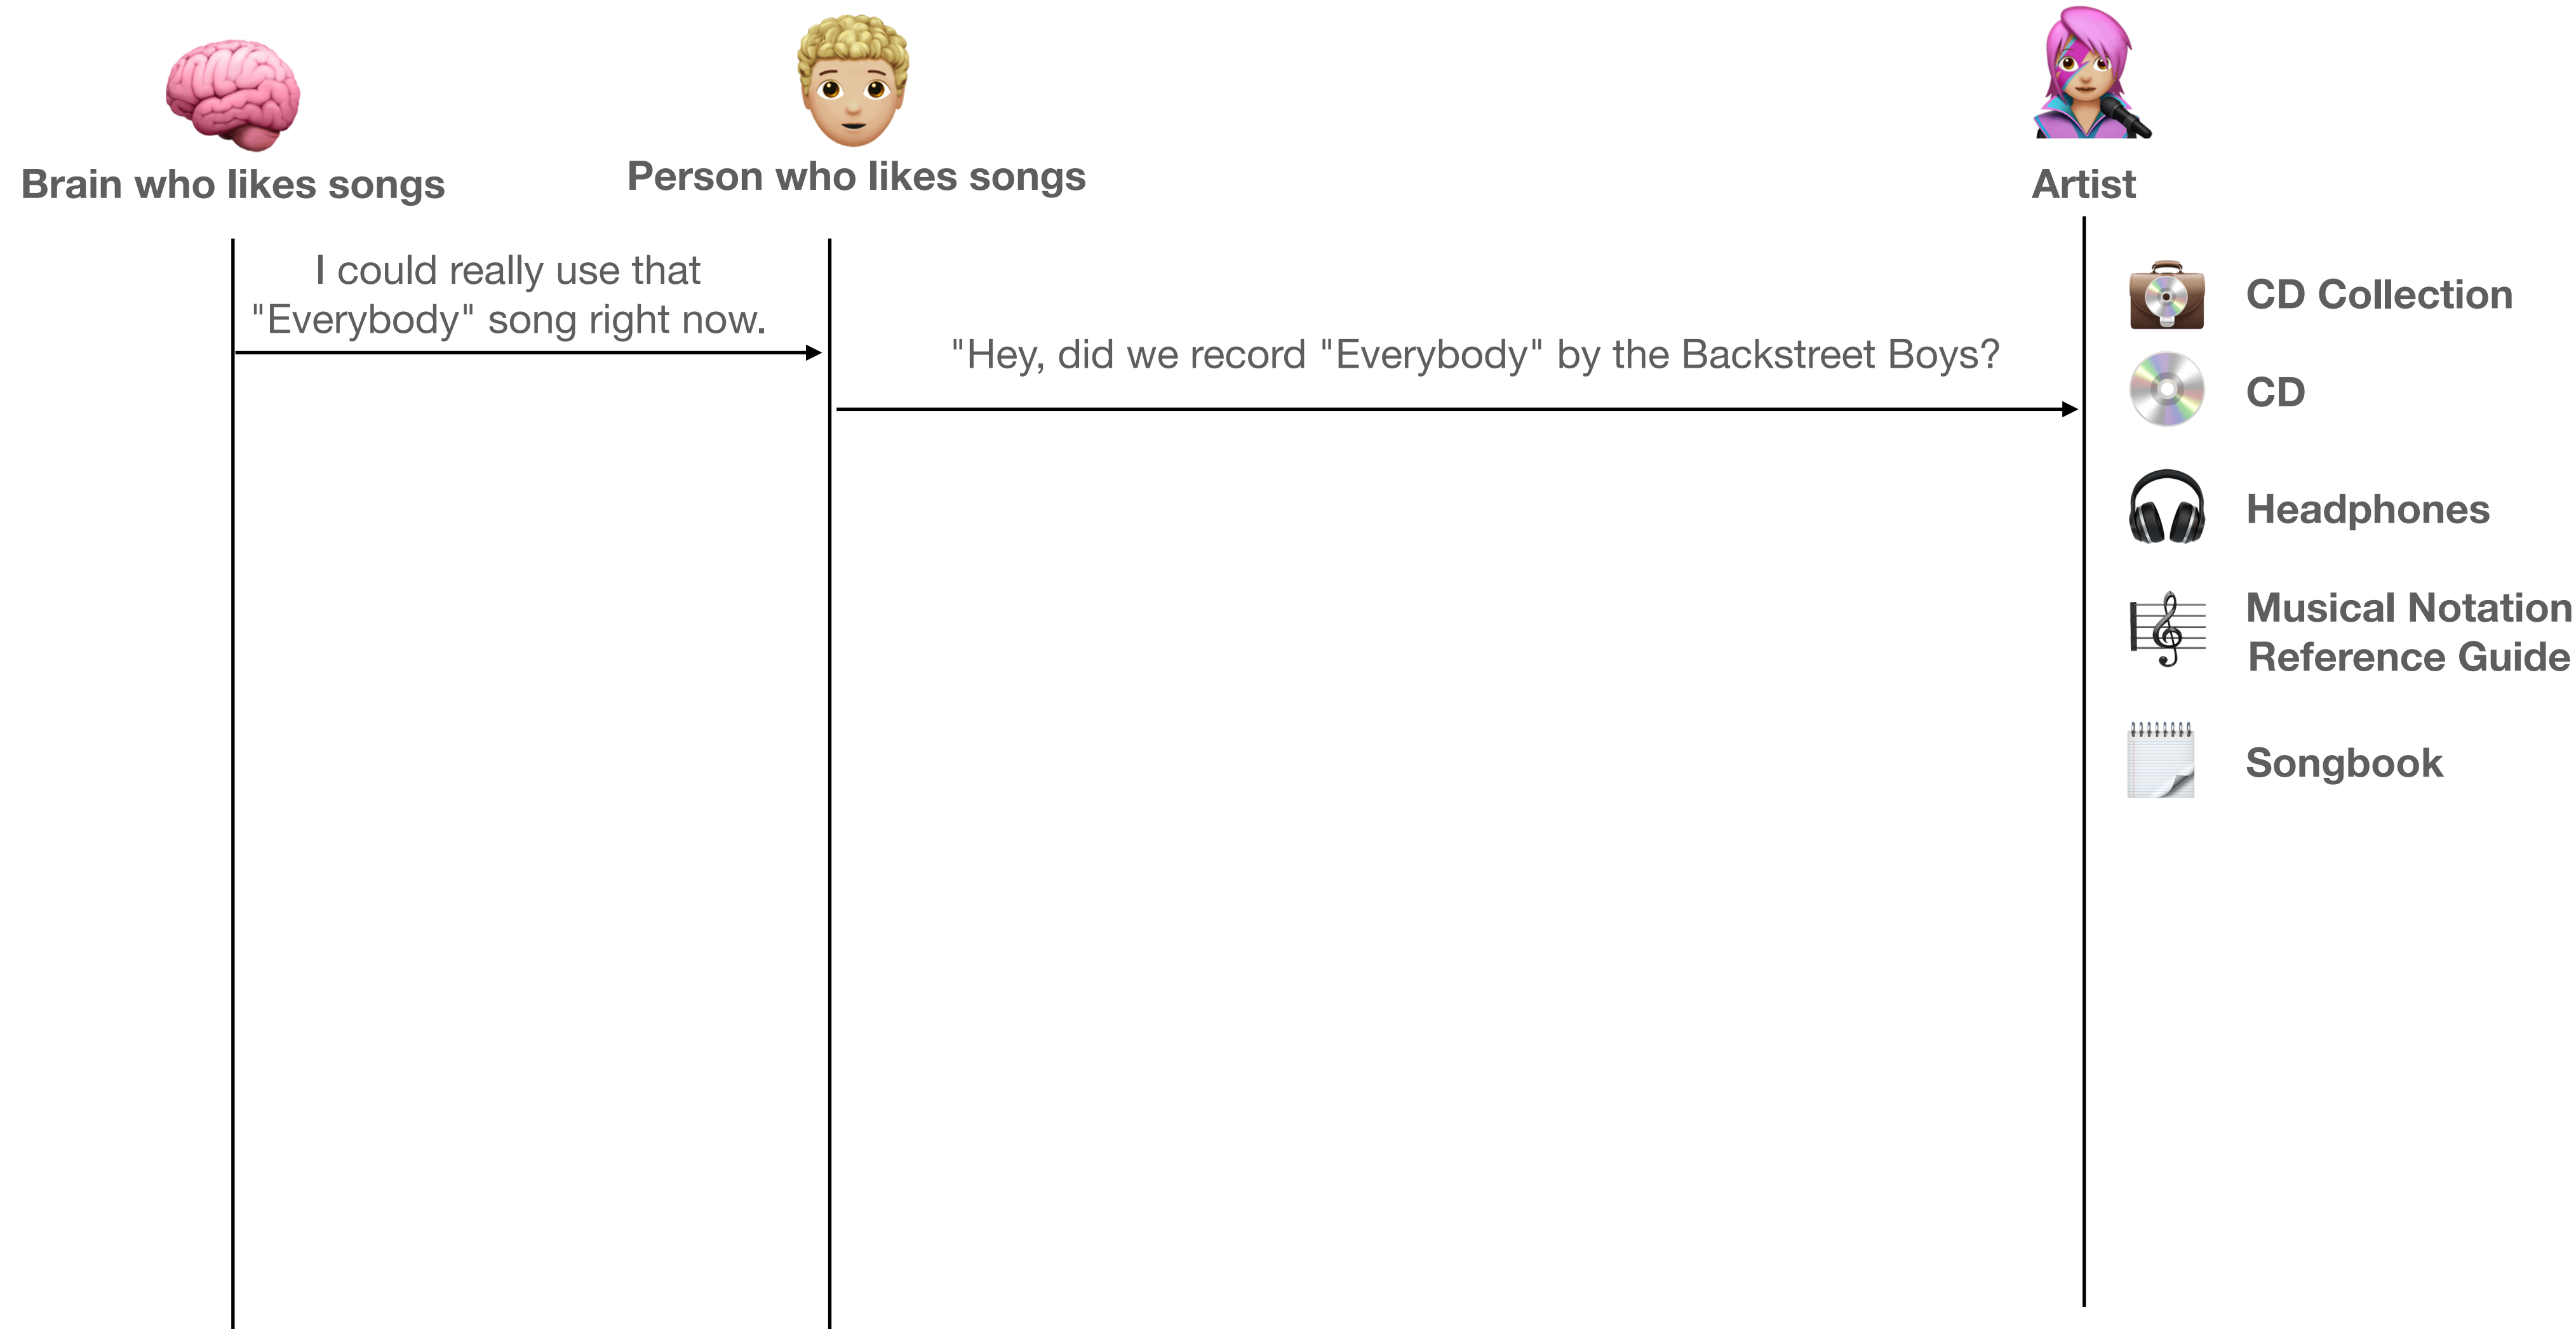 Brain who likes songs
Person who likes songs
Artist
I could really use that
"Everybody" song right now.
"Hey, did we record "Everybody" by the Backstreet Boys?
CD Collection
CD
Headphones
Musical Notation
Reference Guide
Songbook